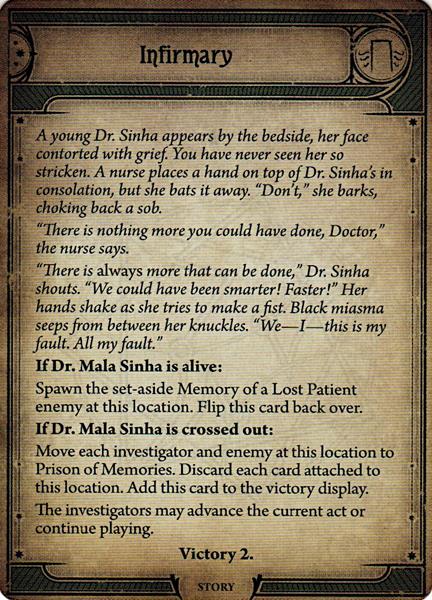 Infirmary
A young Dr. Sinha appears by the bedside, her face
contorted with grief. You have never seen her so
stricken. A nurse places a hand on top of Dr. Sinha's in
consolation, but she bats it away. “Don't,” she barks,
choking back a sob.
“There is nothing more you could have done, Doctor,”
the nurse says.
“There is always more that can be done,” Dr. Sinha
shouts. “We could have been smarter! Faster!” Her
hands shake as she tries to make a fist. Black miasma
seeps from between her knuckles. “We—I—this is my
fault. All my fault.”
If Dr. Mala Sinha is alive:
Spawn the set-aside Memory of a Lost Patient
enemy at this location. Flip this card back over.
If Dr. Mala Sinha is crossed out:
Move each investigator and enemy at this location to
Prison of Memories. Discard each card attached to
this location. Add this card to the victory display.
The investigators may advance the current act or
continue playing.
Victory 2.
STORY